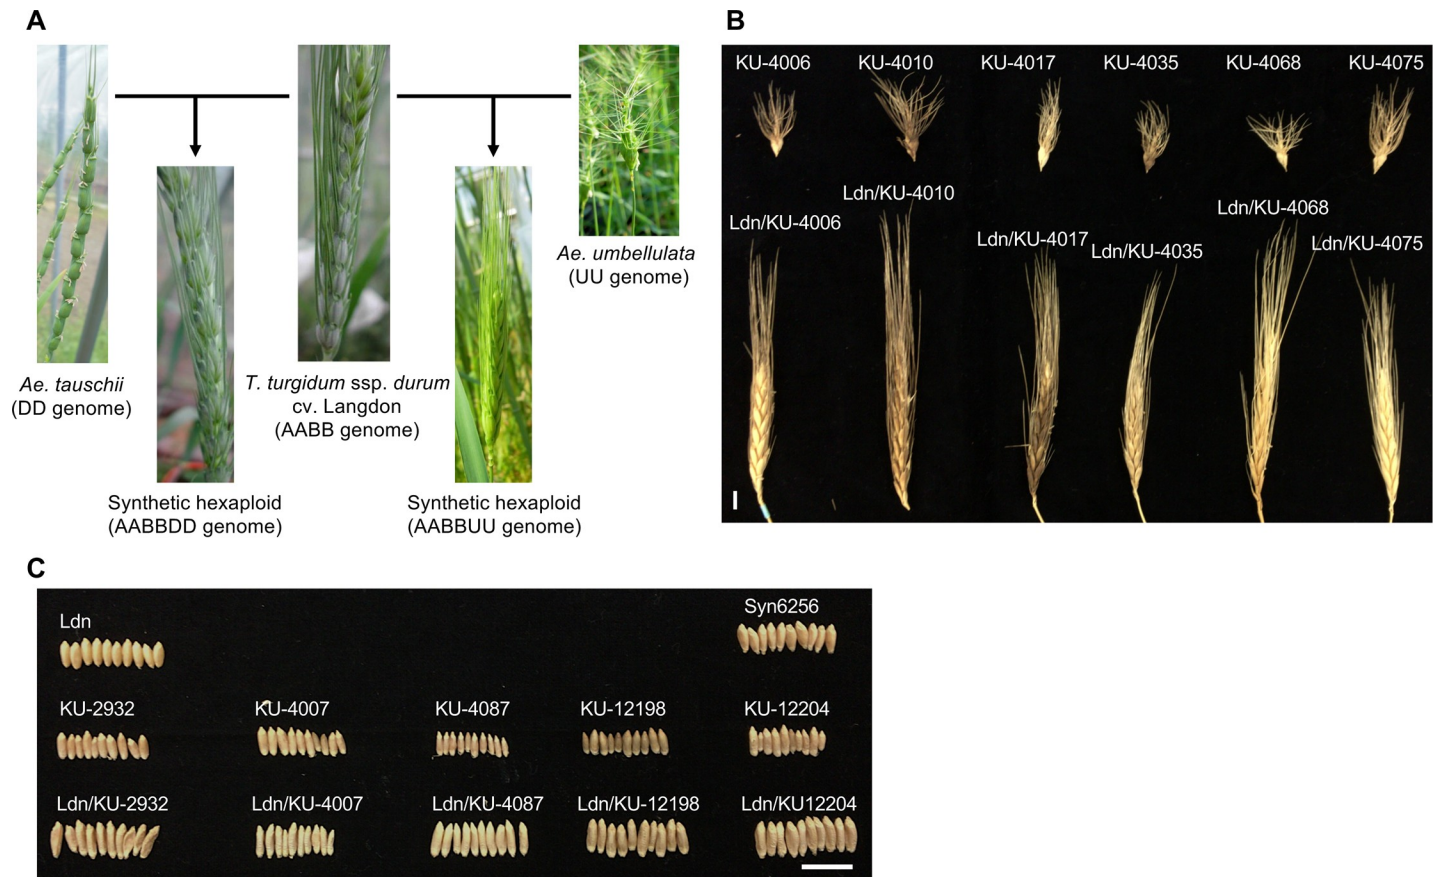 A
Ae. tauschii
(DD genome)
T. turgidum ssp. durum
cv. Langdon
(AABB genome)
Ae. umbellulata
(UU genome)
Synthetic hexaploid
(AABBDD genome)
Synthetic hexaploid
(AABBUU genome)
B
KU-4006 KU-4010 KU-4017 KU-4035 KU-4068 KU-4075
Ldn/KU-4006 Ldn/KU-4010 Ldn/KU-4017 Ldn/KU-4035 Ldn/KU-4068 Ldn/KU-4075
C
Ldn Syn6256
KU-2932 KU-4007 KU-4087 KU-12198 KU-12204
Ldn/KU-2932 Ldn/KU-4007 Ldn/KU-4087 Ldn/KU-12198 Ldn/KU12204